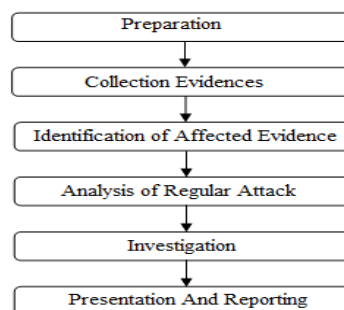 Preparation
Collection Evidences
Identification of Affected Evidence
Analysis of Regular Attack
Investigation
Presentation And Reporting